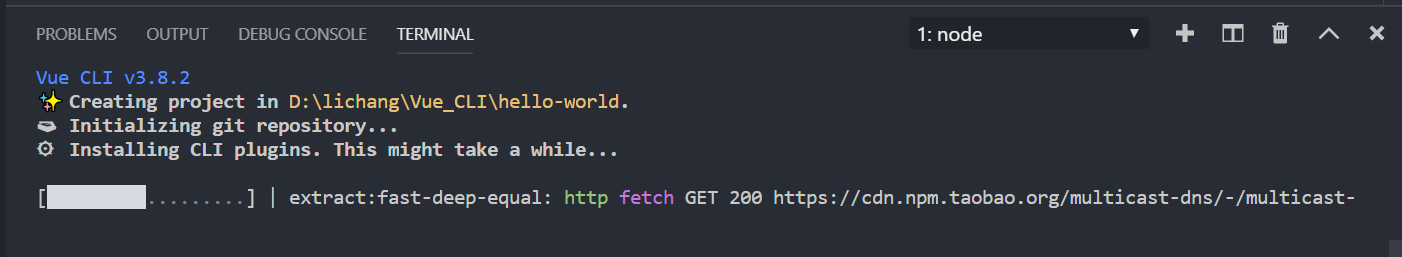 PROBLEMS OUTPUT DEBUG CONSOLE TERMINAL 1: node
Vue CLI v3.8.2
Creating project in D:\lichang\Vue_CLI\hello-world.
Initializing git repository...
Installing CLI plugins. This might take a while...
[ .........] | extract:fast-deep-equal: http fetch GET 200 https://cdn.npm.taobao.org/multicast-dns/-/multicast-